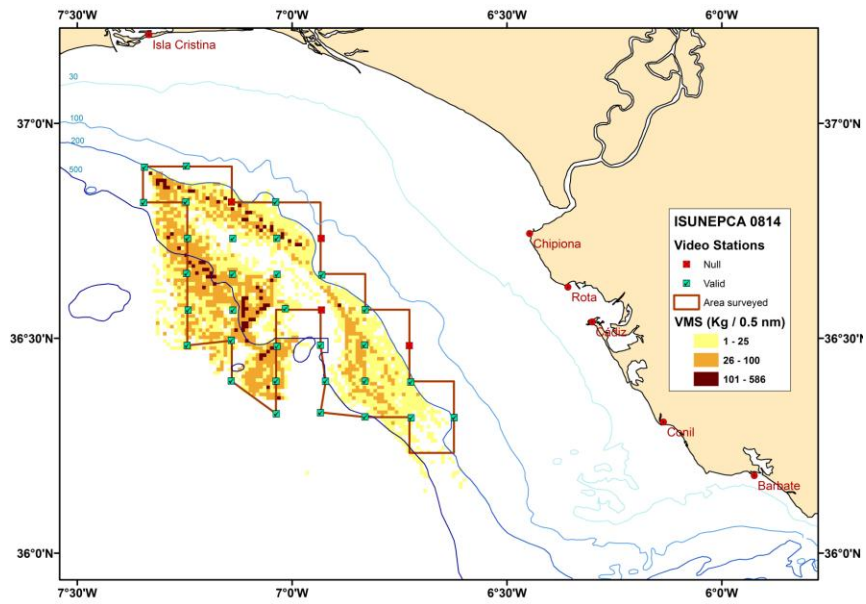 7°30'W
7°0'W
6°30'W
6°0'W
Isla Cristina
37°0'N
37°0'N
30
100
200
500
ISUNEPCA 0814
Video Stations
Null
Valid
Area surveyed
VMS (Kg / 0.5 nm)
1 - 25
26 - 100
101 - 586
Chipiona
Rota
Cádiz
36°30'N
36°30'N
Conil
Barbate
36°0'N
36°0'N
7°30'W
7°0'W
6°30'W
6°0'W